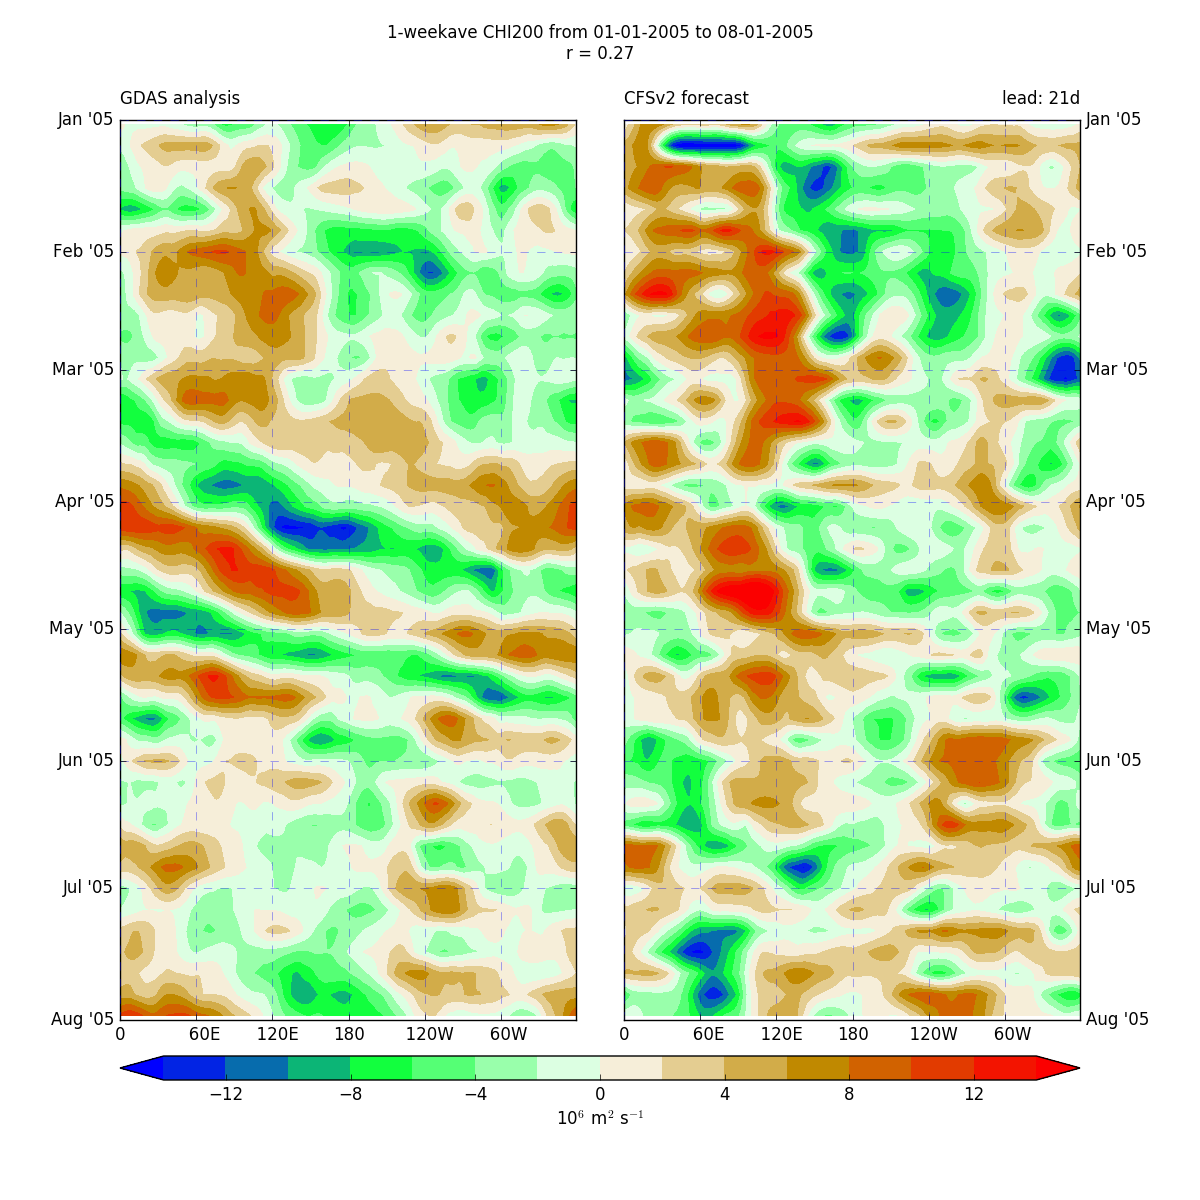 1-weekave CHI200 from 01-01-2005 to 08-01-2005
r = 0.27
GDAS analysis
CFSv2 forecast
lead: 21d
Jan '05
Feb '05
Mar '05
Apr '05
May '05
Jun '05
Jul '05
Aug '05
Jan '05
Feb '05
Mar '05
Apr '05
May '05
Jun '05
Jul '05
Aug '05
0 60E 120E 180 120W 60W
0 60E 120E 180 120W 60W
−12 −8 −4 0 4 8 12
10⁶ m² s⁻¹